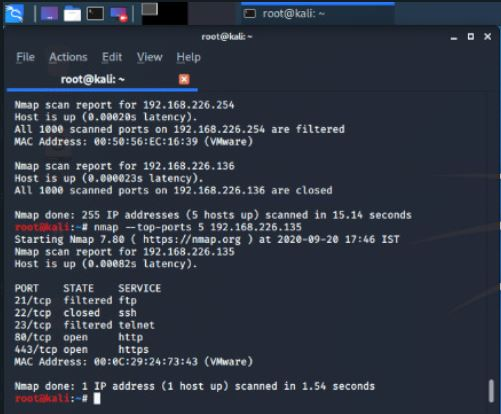 root@kali: ~
root@kali: ~
File Actions Edit View Help
root@kali: ~
Nmap scan report for 192.168.226.254
Host is up (0.00020s latency).
All 1000 scanned ports on 192.168.226.254 are filtered
MAC Address: 00:50:56:EC:16:39 (VMware)
Nmap scan report for 192.168.226.136
Host is up (0.000023s latency).
All 1000 scanned ports on 192.168.226.136 are closed
Nmap done: 255 IP addresses (5 hosts up) scanned in 15.14 seconds
root@kali:~# nmap --top-ports 5 192.168.226.135
Starting Nmap 7.80 ( https://nmap.org ) at 2020-09-20 17:46 IST
Nmap scan report for 192.168.226.135
Host is up (0.00082s latency).
PORT STATE SERVICE
21/tcp filtered ftp
22/tcp closed ssh
23/tcp filtered telnet
80/tcp open http
443/tcp open https
MAC Address: 00:0C:29:24:73:43 (VMware)
Nmap done: 1 IP address (1 host up) scanned in 1.54 seconds
root@kali:~#